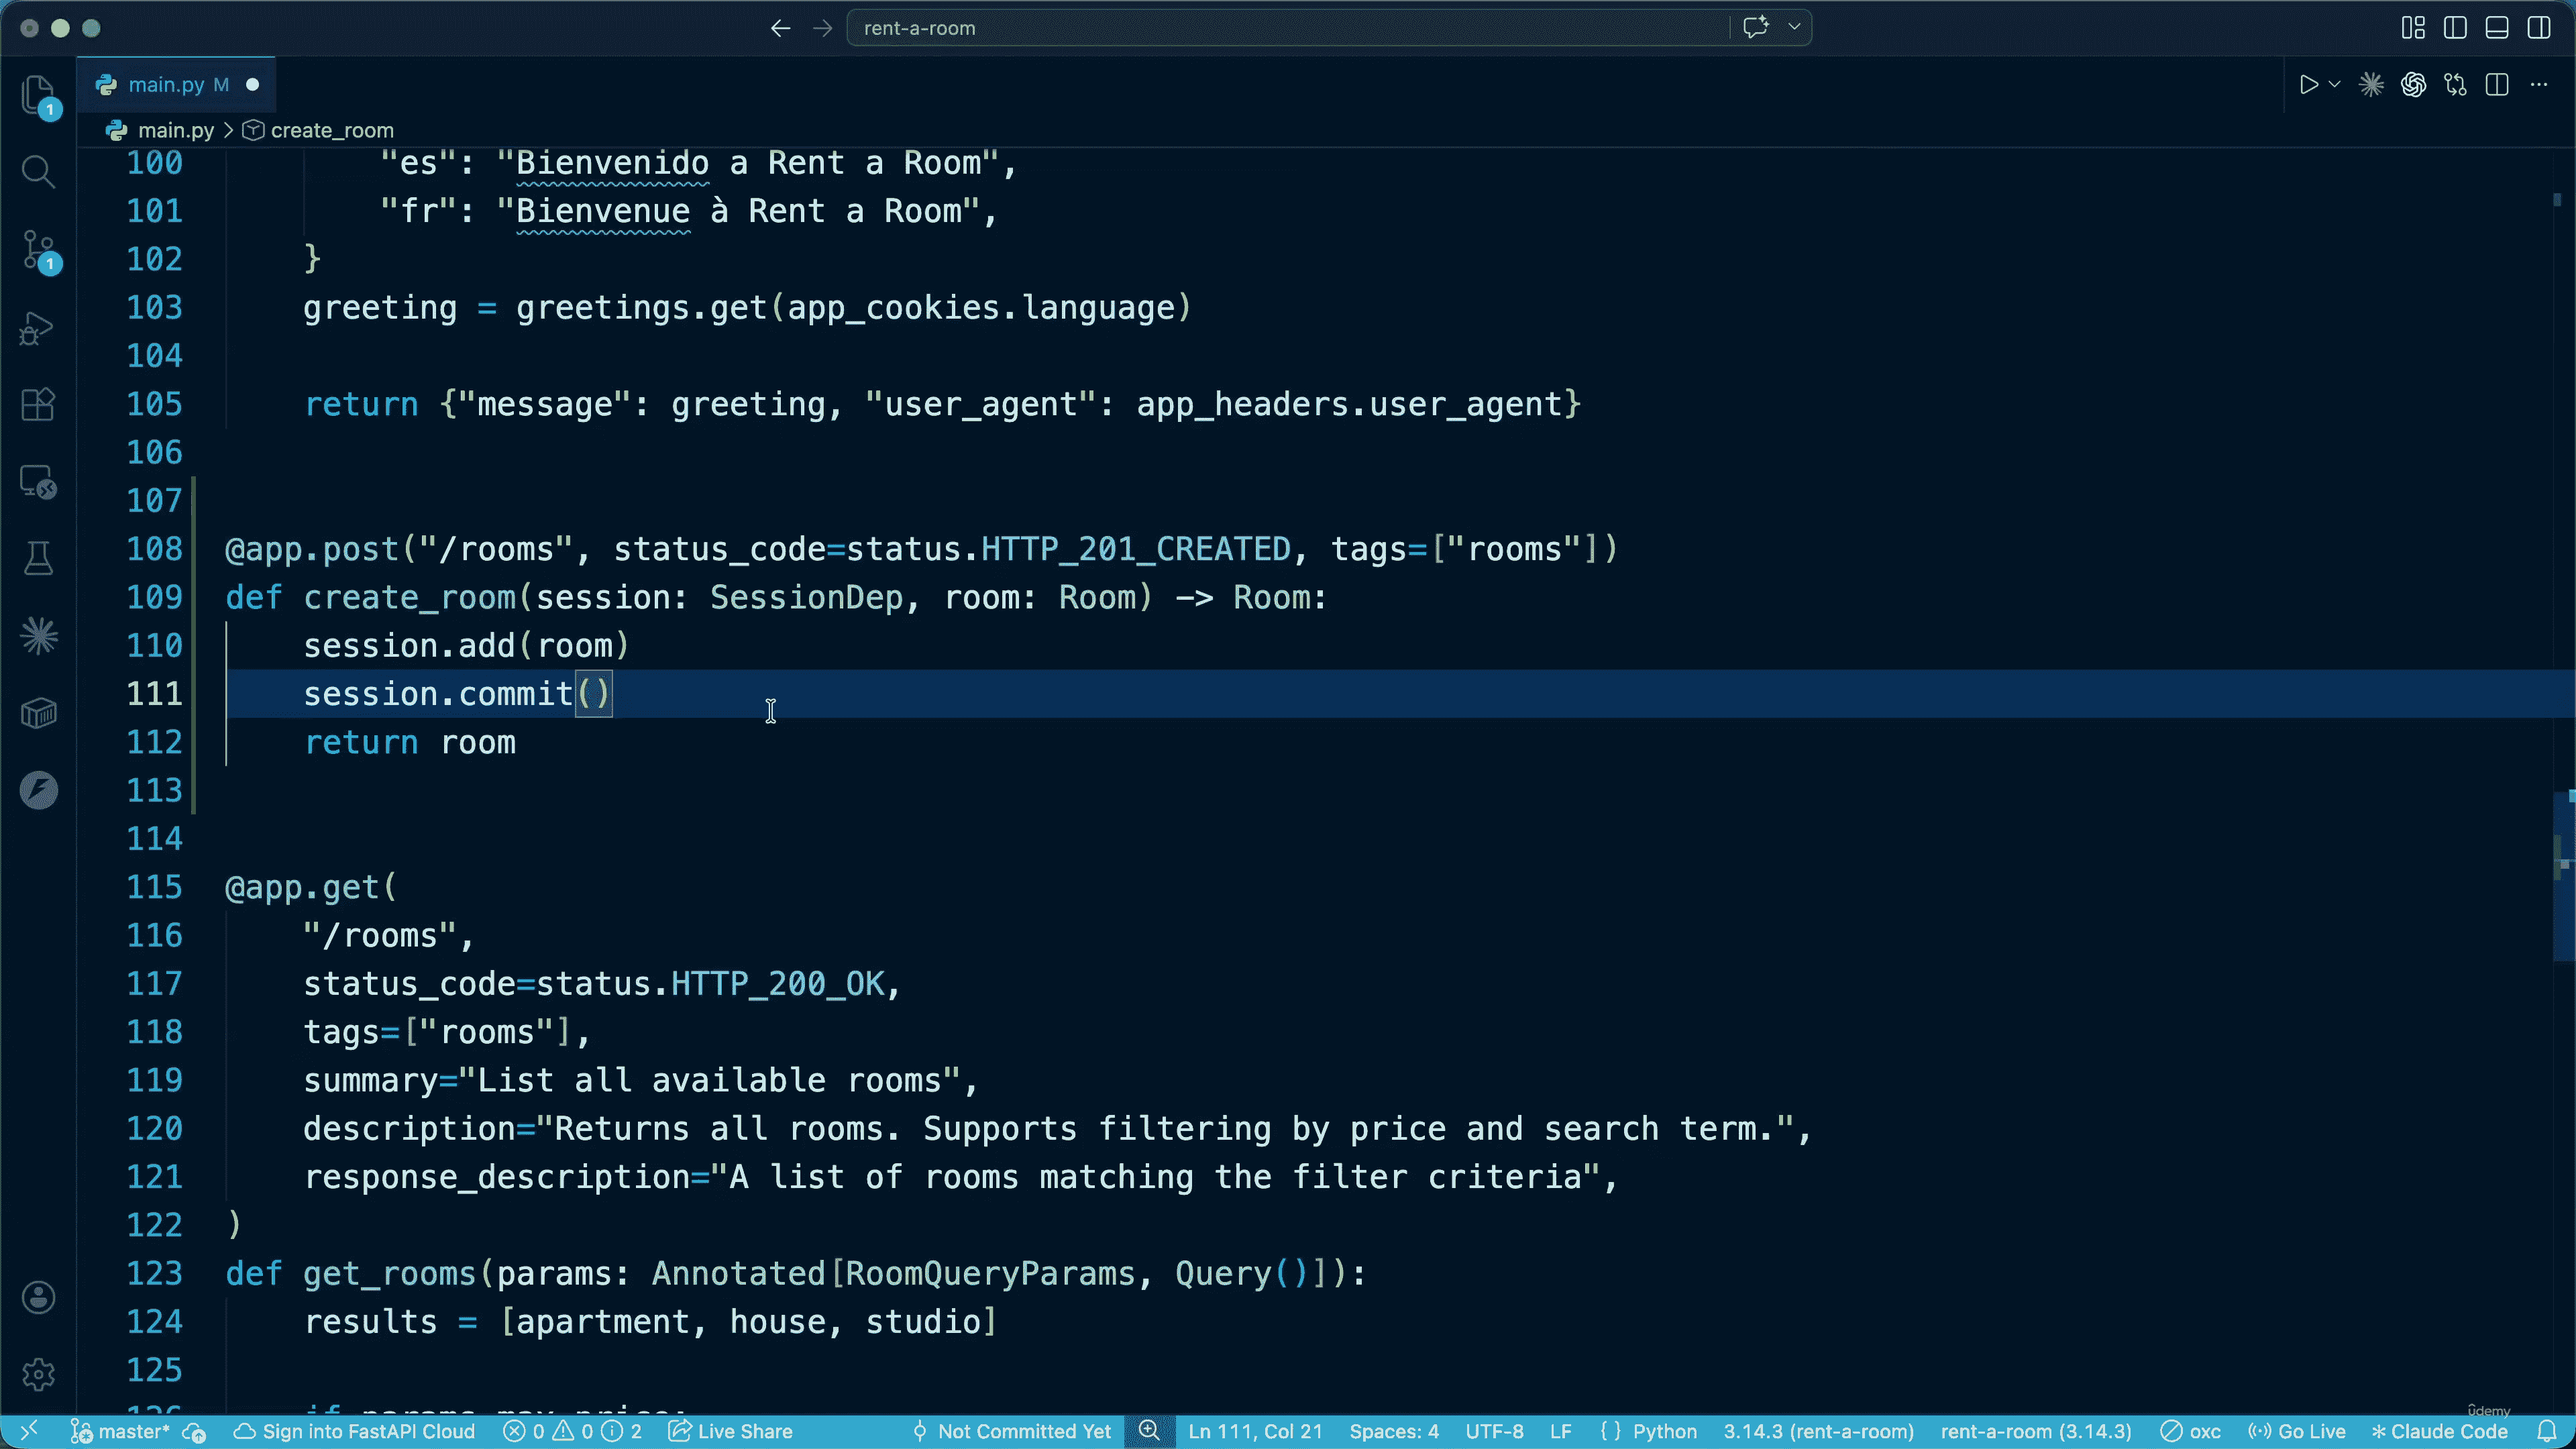 rent-a-room
main.py M
main.py > create_room
100 "es": "Bienvenido a Rent a Room",
101 "fr": "Bienvenue à Rent a Room",
102 }
103 greeting = greetings.get(app_cookies.language)
104
105 return {"message": greeting, "user_agent": app_headers.user_agent}
106
107
108 @app.post("/rooms", status_code=status.HTTP_201_CREATED, tags=["rooms"])
109 def create_room(session: SessionDep, room: Room) -> Room:
110 session.add(room)
111 session.commit()
112 return room
113
114
115 @app.get(
116 "/rooms",
117 status_code=status.HTTP_200_OK,
118 tags=["rooms"],
119 summary="List all available rooms",
120 description="Returns all rooms. Supports filtering by price and search term.",
121 response_description="A list of rooms matching the filter criteria",
122 )
123 def get_rooms(params: Annotated[RoomQueryParams, Query()]):
124 results = [apartment, house, studio]
125
126 if params.max_price:
1
1
udemy
master* Sign into FastAPI Cloud 0 0 2 Live Share Not Committed Yet Ln 111, Col 21 Spaces: 4 UTF-8 LF { } Python 3.14.3 (rent-a-room) rent-a-room (3.14.3) oxc Go Live Claude Code